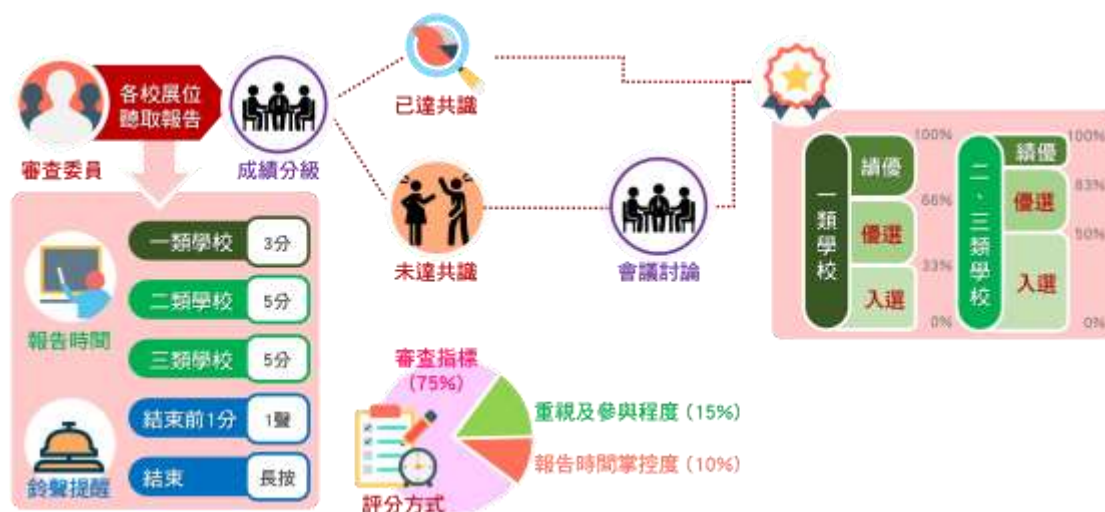 各校展位
聽取報告
審查委員
成績分級
已達共識
未達共識
會議討論
報告時間
一類學校 3分
二類學校 5分
三類學校 5分
鈴聲提醒
結束前1分 1聲
結束 長按
審查指標
(75%)
重視及參與程度 (15%)
報告時間掌控度 (10%)
評分方式
一類學校
績優
優選
入選
100%
66%
33%
0%
二、三類學校
績優
優選
入選
100%
83%
50%
0%